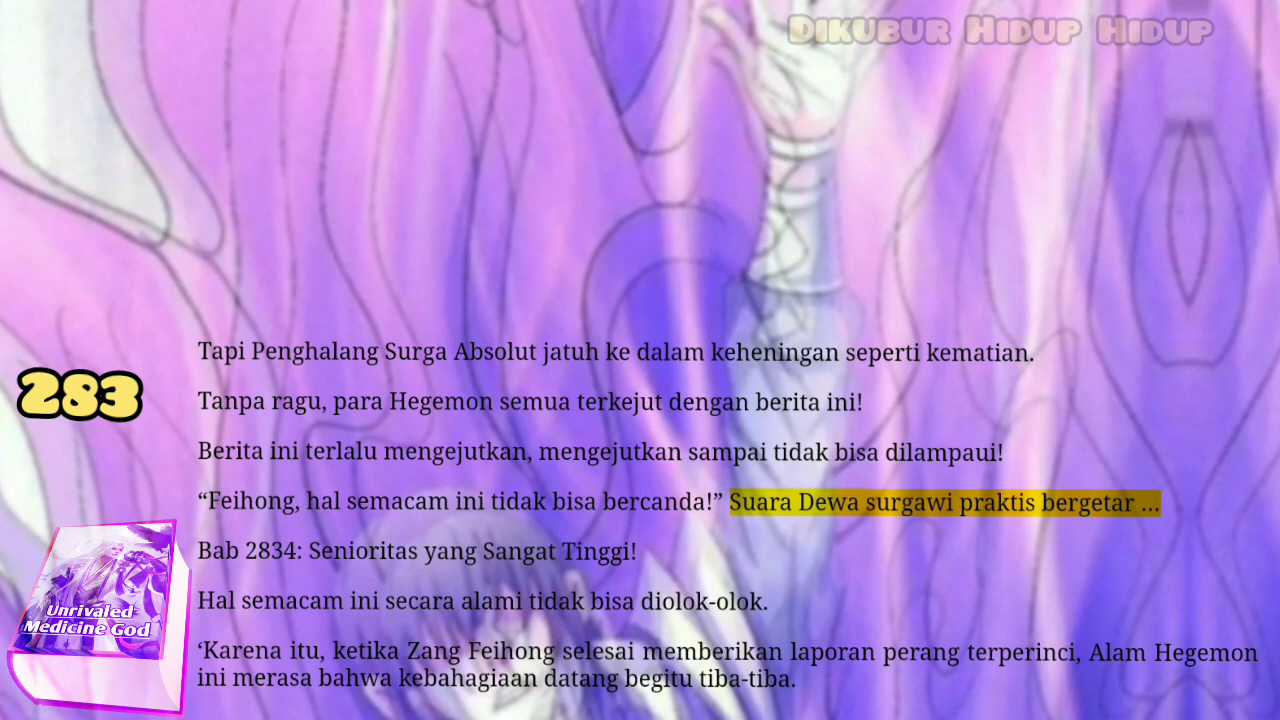 Dikubur Hidup Hidup
Tapi Penghalang Surga Absolut jatuh ke dalam keheningan seperti kematian.
283
Tanpa ragu, para Hegemon semua terkejut dengan berita ini!
Berita ini terlalu mengejutkan, mengejutkan sampai tidak bisa dilampaui!
“Feihong, hal semacam ini tidak bisa bercanda!” Suara Dewa surgawi praktis bergetar ...
Bab 2834: Senioritas yang Sangat Tinggi!
Hal semacam ini secara alami tidak bisa diolok-olok.
Unrivaled
Medicine God
‘Karena itu, ketika Zang Feihong selesai memberikan laporan perang terperinci, Alam Hegemon
ini merasa bahwa kebahagiaan datang begitu tiba-tiba.